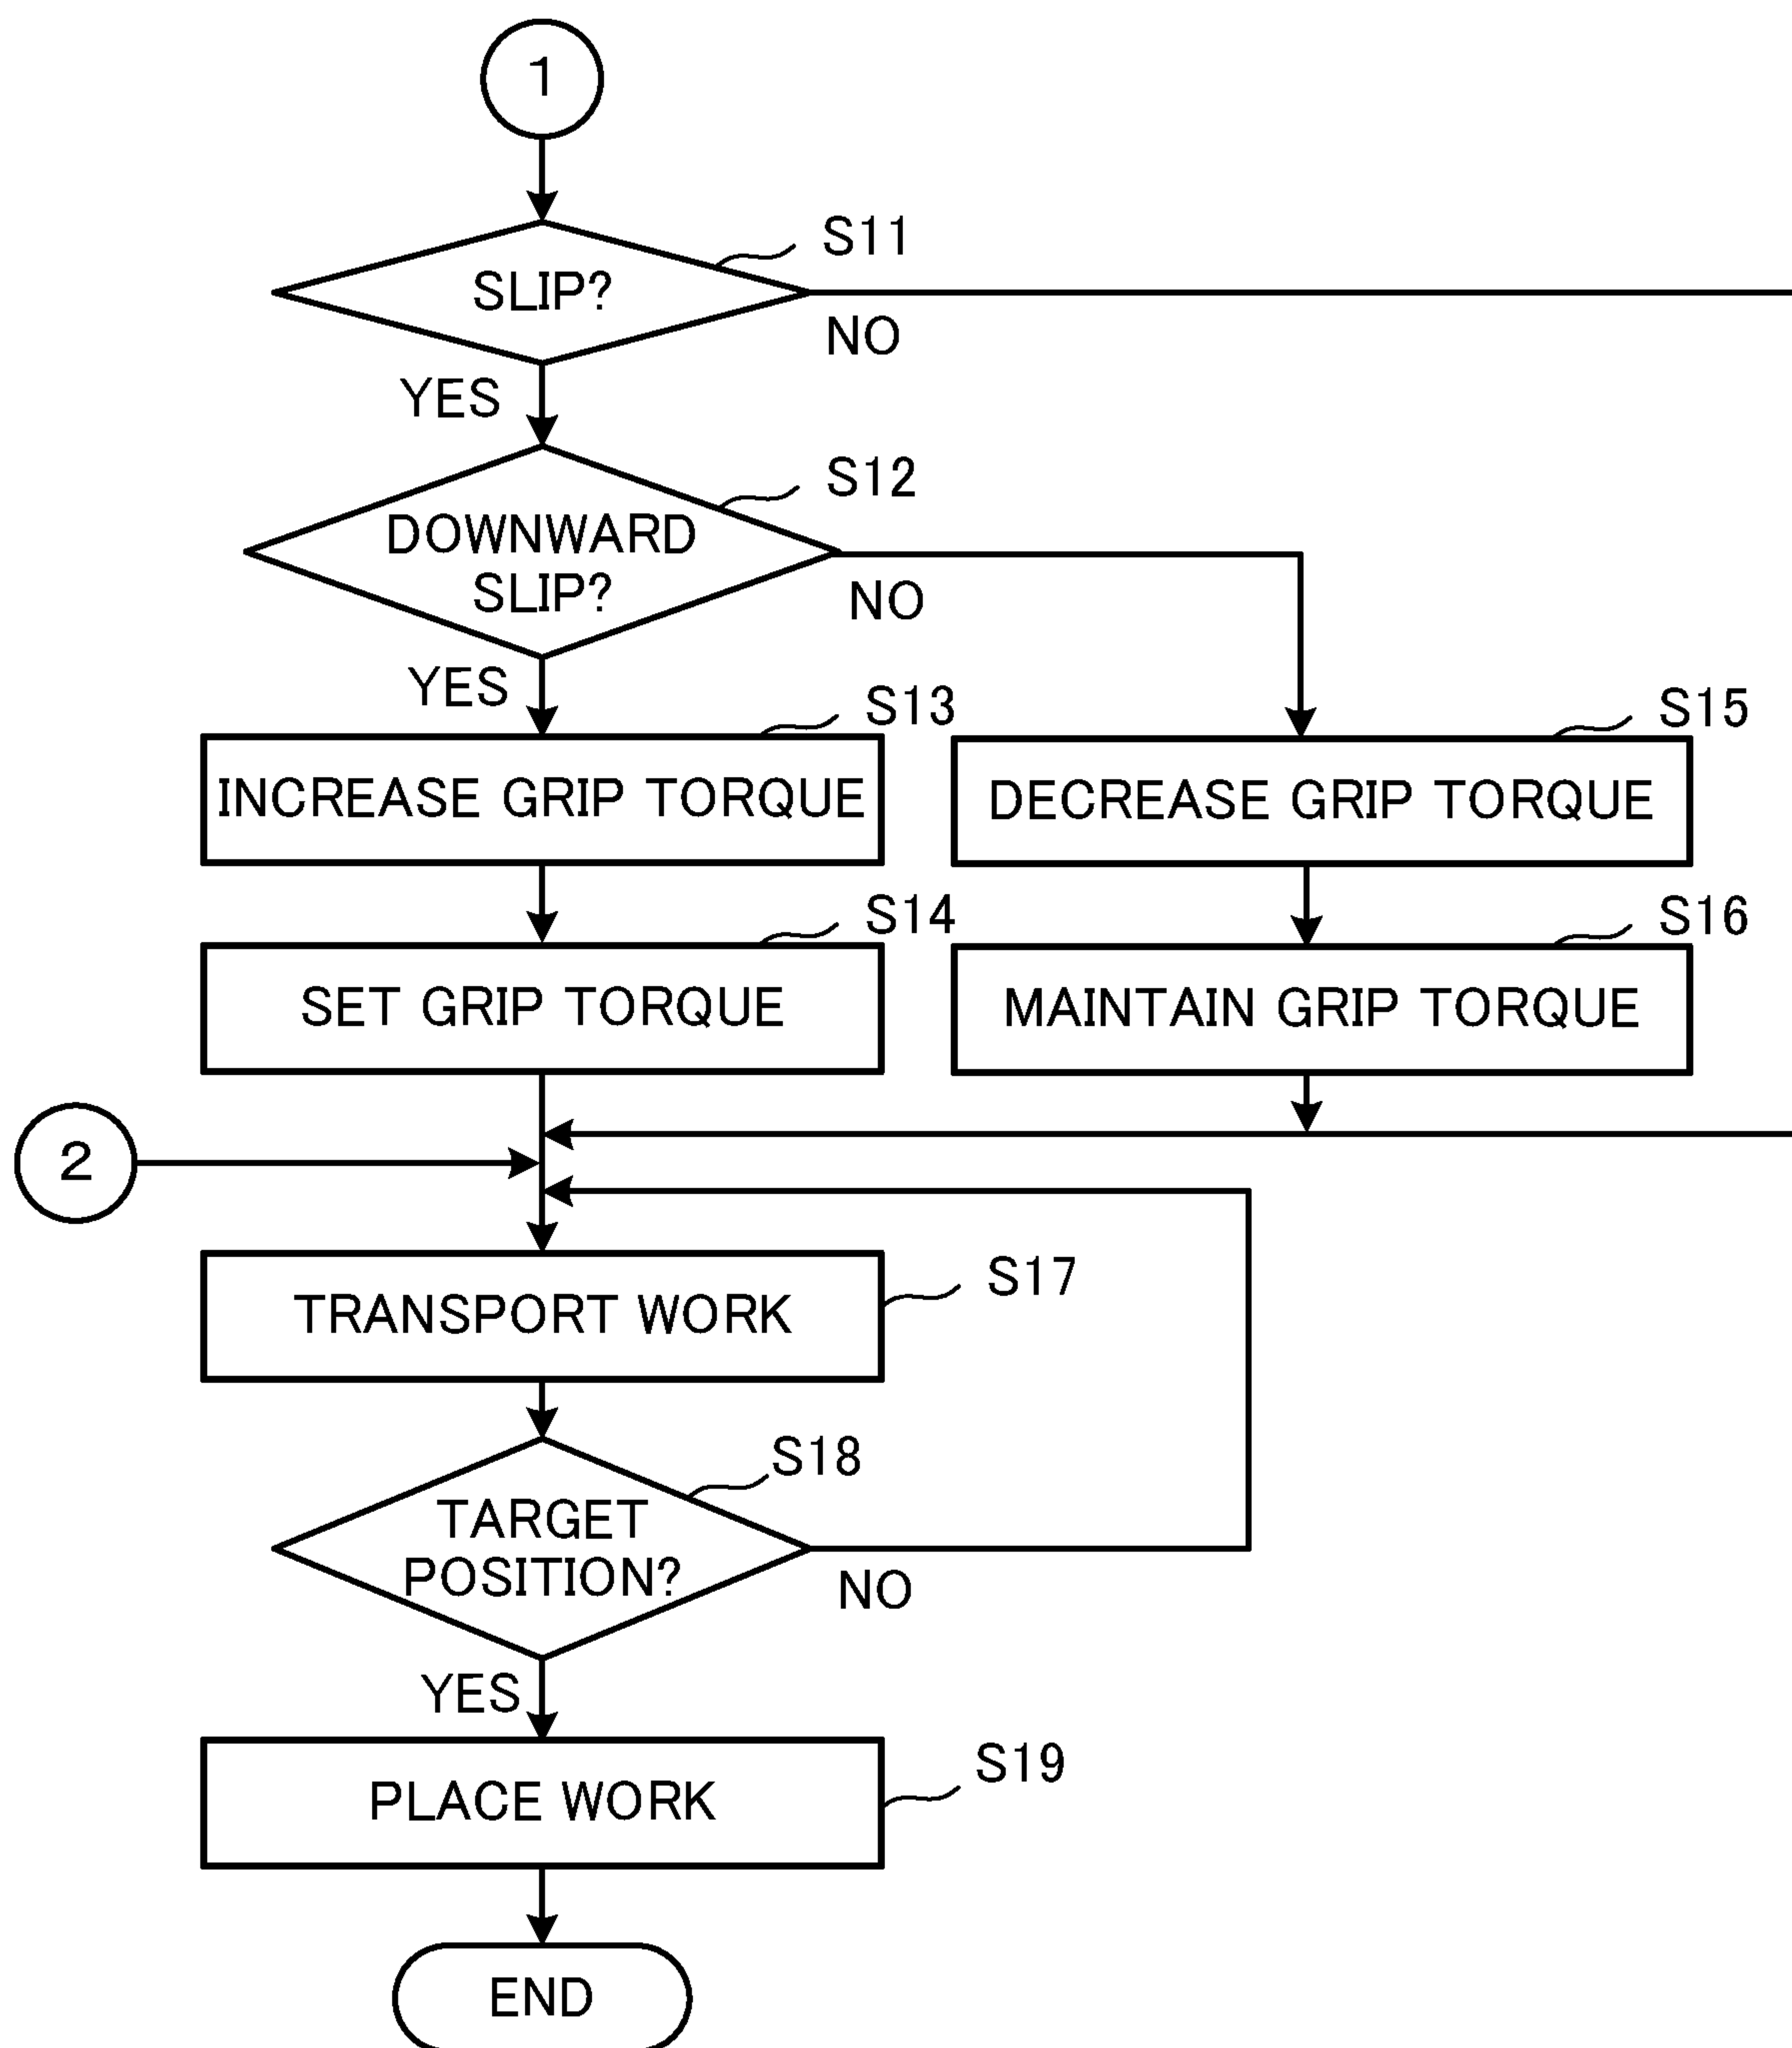 1
S11
SLIP?
NO
YES
S12
DOWNWARD
SLIP?
NO
YES
S13
S15
INCREASE GRIP TORQUE
DECREASE GRIP TORQUE
S14
S16
SET GRIP TORQUE
MAINTAIN GRIP TORQUE
2
S17
TRANSPORT WORK
S18
TARGET
POSITION?
NO
YES
S19
PLACE WORK
END